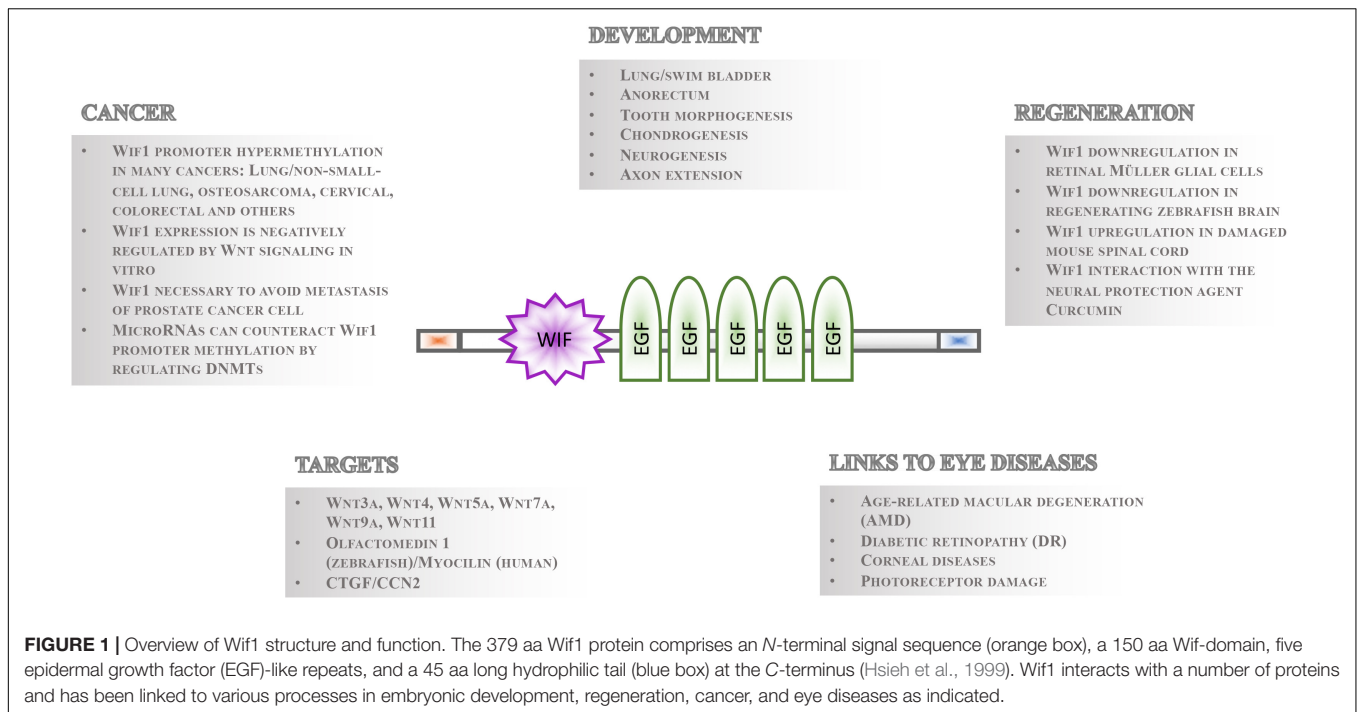 DEVELOPMENT
• LUNG/SWIM BLADDER
• ANORECTUM
• TOOTH MORPHOGENESIS
• CHONDROGENESIS
• NEUROGENESIS
• AXON EXTENSION
CANCER
• WIF1 PROMOTER HYPERMETHYLATION
IN MANY CANCERS: LUNG/NON-SMALL-
CELL LUNG, OSTEOSARCOMA, CERVICAL,
COLORECTAL AND OTHERS
• WIF1 EXPRESSION IS NEGATIVELY
REGULATED BY WNT SIGNALING IN
VITRO
• WIF1 NECESSARY TO AVOID METASTASIS
OF PROSTATE CANCER CELL
• MICRORNAS CAN COUNTERACT WIF1
PROMOTER METHYLATION BY
REGULATING DNMTS
REGENERATION
• WIF1 DOWNREGULATION IN
RETINAL MÜLLER GLIAL CELLS
• WIF1 DOWNREGULATION IN
REGENERATING ZEBRAFISH BRAIN
• WIF1 UPREGULATION IN DAMAGED
MOUSE SPINAL CORD
• WIF1 INTERACTION WITH THE
NEURAL PROTECTION AGENT
CURCUMIN
WIF
EGF
EGF
EGF
EGF
EGF
TARGETS
• WNT3A, WNT4, WNT5A, WNT7A,
WNT9A, WNT11
• OLFACTOMEDIN 1
(ZEBRAFISH)/MYOCILIN (HUMAN)
• CTGF/CCN2
LINKS TO EYE DISEASES
• AGE-RELATED MACULAR DEGENERATION
(AMD)
• DIABETIC RETINOPATHY (DR)
• CORNEAL DISEASES
• PHOTORECEPTOR DAMAGE
FIGURE 1 | Overview of Wif1 structure and function. The 379 aa Wif1 protein comprises an N-terminal signal sequence (orange box), a 150 aa Wif-domain, five
epidermal growth factor (EGF)-like repeats, and a 45 aa long hydrophilic tail (blue box) at the C-terminus (Hsieh et al., 1999). Wif1 interacts with a number of proteins
and has been linked to various processes in embryonic development, regeneration, cancer, and eye diseases as indicated.